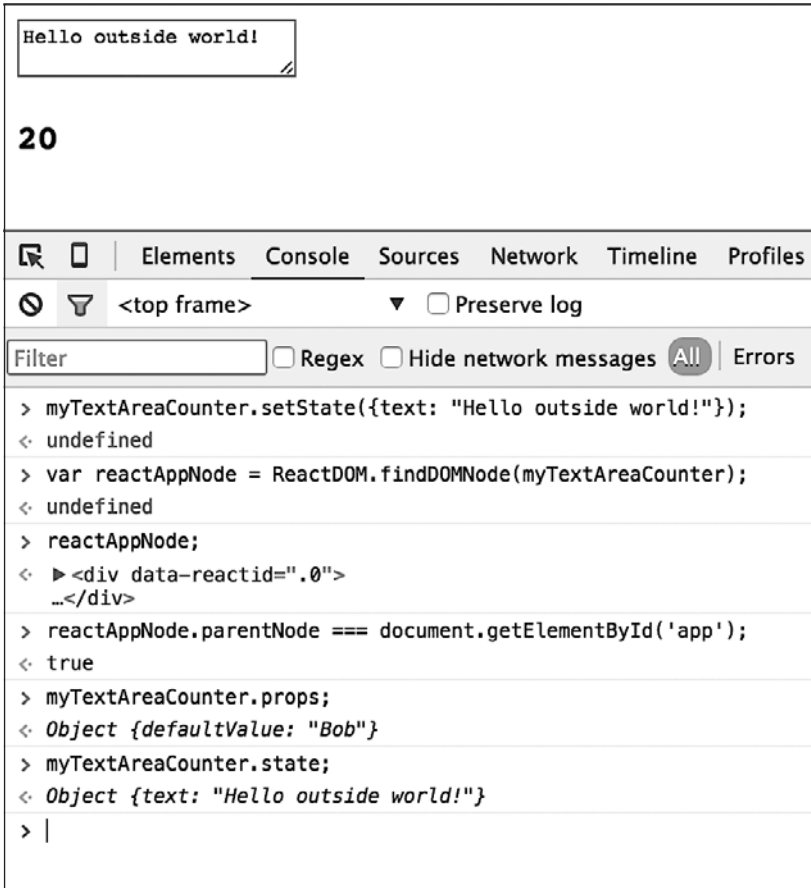 Hello outside world!
20
Elements Console Sources Network Timeline Profiles
<top frame> ▼ Preserve log
Filter Regex Hide network messages All Errors
> myTextAreaCounter.setState({text: "Hello outside world!"});
<· undefined
> var reactAppNode = ReactDOM.findDOMNode(myTextAreaCounter);
<· undefined
> reactAppNode;
<· ▶<div data-reactid=".0">
…</div>
> reactAppNode.parentNode === document.getElementById('app');
<· true
> myTextAreaCounter.props;
<· Object {defaultValue: "Bob"}
> myTextAreaCounter.state;
<· Object {text: "Hello outside world!"}
>